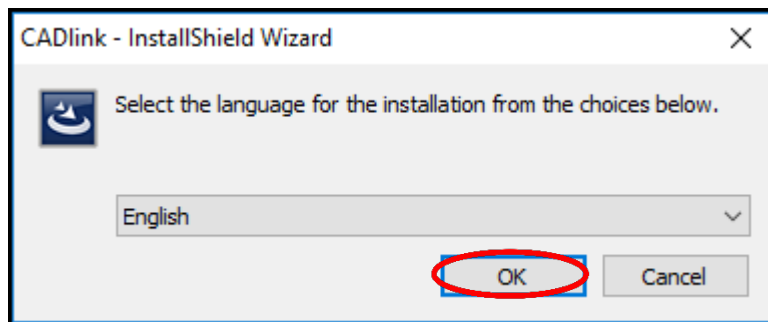 CADlink - InstallShield Wizard
Select the language for the installation from the choices below.
English
OK
Cancel